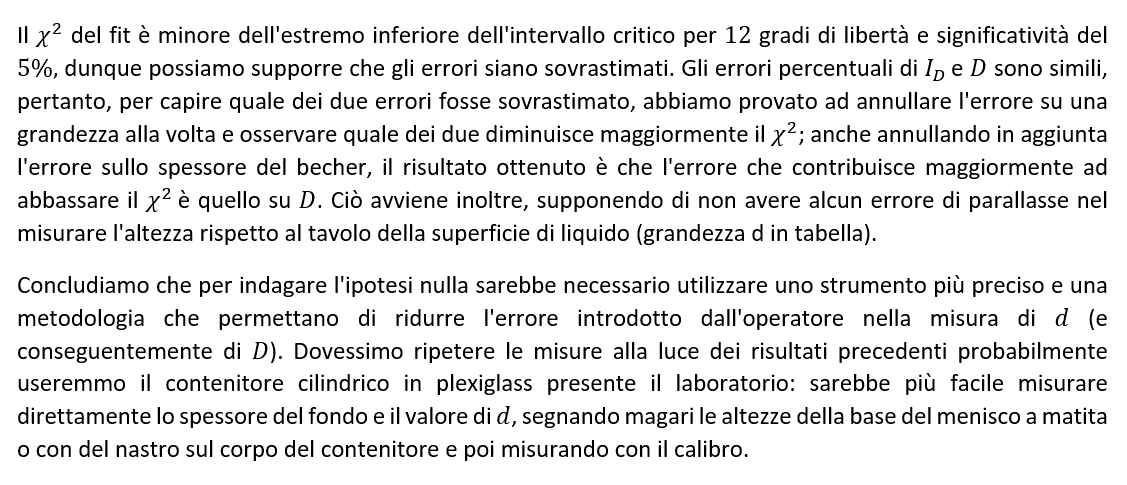 Il χ² del fit è minore dell'estremo inferiore dell'intervallo critico per 12 gradi di libertà e significatività del
5%, dunque possiamo supporre che gli errori siano sovrastimati. Gli errori percentuali di I_D e D sono simili,
pertanto, per capire quale dei due errori fosse sovrastimato, abbiamo provato ad annullare l'errore su una
grandezza alla volta e osservare quale dei due diminuisce maggiormente il χ²; anche annullando in aggiunta
l'errore sullo spessore del becher, il risultato ottenuto è che l'errore che contribuisce maggiormente ad
abbassare il χ² è quello su D. Ciò avviene inoltre, supponendo di non avere alcun errore di parallasse nel
misurare l'altezza rispetto al tavolo della superficie di liquido (grandezza d in tabella).
Concludiamo che per indagare l'ipotesi nulla sarebbe necessario utilizzare uno strumento più preciso e una
metodologia che permettano di ridurre l'errore introdotto dall'operatore nella misura di d (e
conseguentemente di D). Dovessimo ripetere le misure alla luce dei risultati precedenti probabilmente
useremmo il contenitore cilindrico in plexiglass presente il laboratorio: sarebbe più facile misurare
direttamente lo spessore del fondo e il valore di d, segnando magari le altezze della base del menisco a matita
o con del nastro sul corpo del contenitore e poi misurando con il calibro.